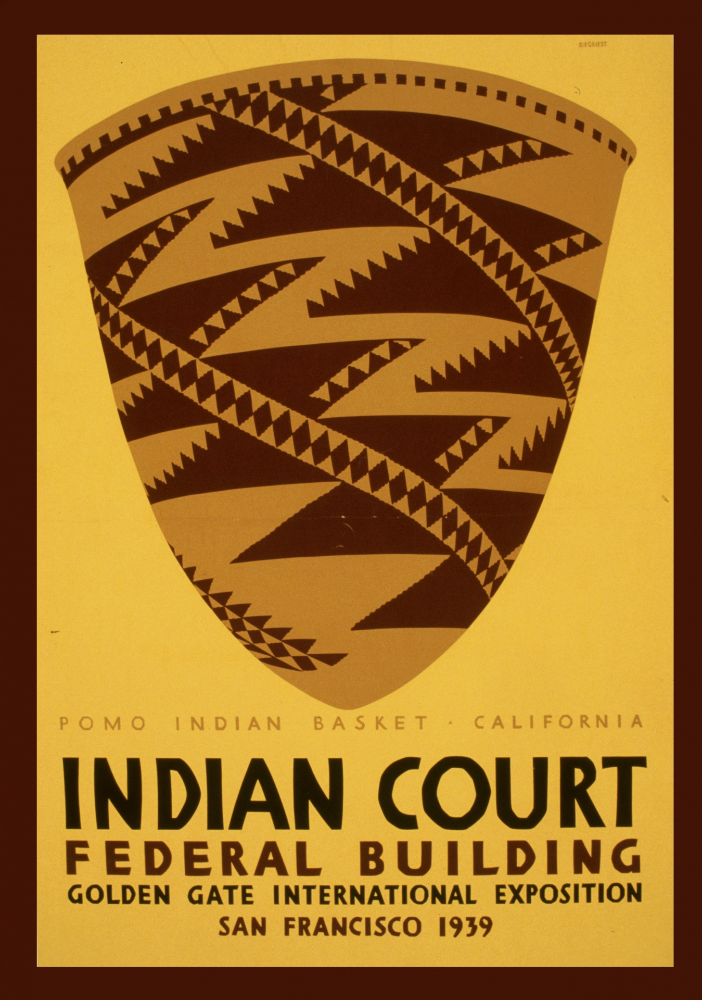 SIEGRIEST
POMO INDIAN BASKET · CALIFORNIA
INDIAN COURT
FEDERAL BUILDING
GOLDEN GATE INTERNATIONAL EXPOSITION
SAN FRANCISCO 1939